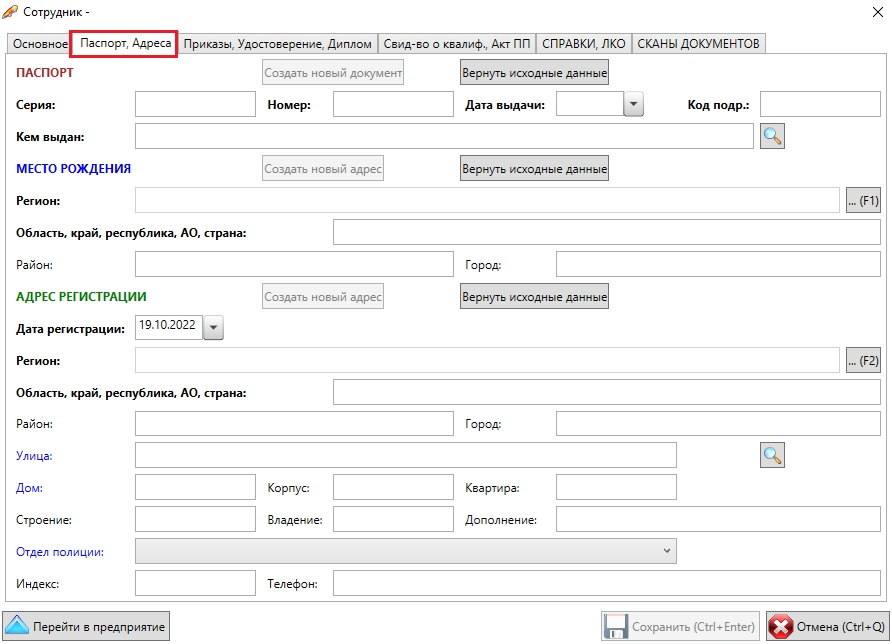 Сотрудник -
Основное Паспорт, Адреса Приказы, Удостоверение, Диплом Свид-во о квалиф., Акт ПП СПРАВКИ, ЛКО СКАНЫ ДОКУМЕНТОВ
ПАСПОРТ Создать новый документ Вернуть исходные данные
Серия: Номер: Дата выдачи: Код подр.:
Кем выдан:
МЕСТО РОЖДЕНИЯ Создать новый адрес Вернуть исходные данные
Регион: ... (F1)
Область, край, республика, АО, страна:
Район: Город:
АДРЕС РЕГИСТРАЦИИ Создать новый адрес Вернуть исходные данные
Дата регистрации: 19.10.2022
Регион: ... (F2)
Область, край, республика, АО, страна:
Район: Город:
Улица:
Дом: Корпус: Квартира:
Строение: Владение: Дополнение:
Отдел полиции:
Индекс: Телефон:
Перейти в предприятие Сохранить (Ctrl+Enter) Отмена (Ctrl+Q)